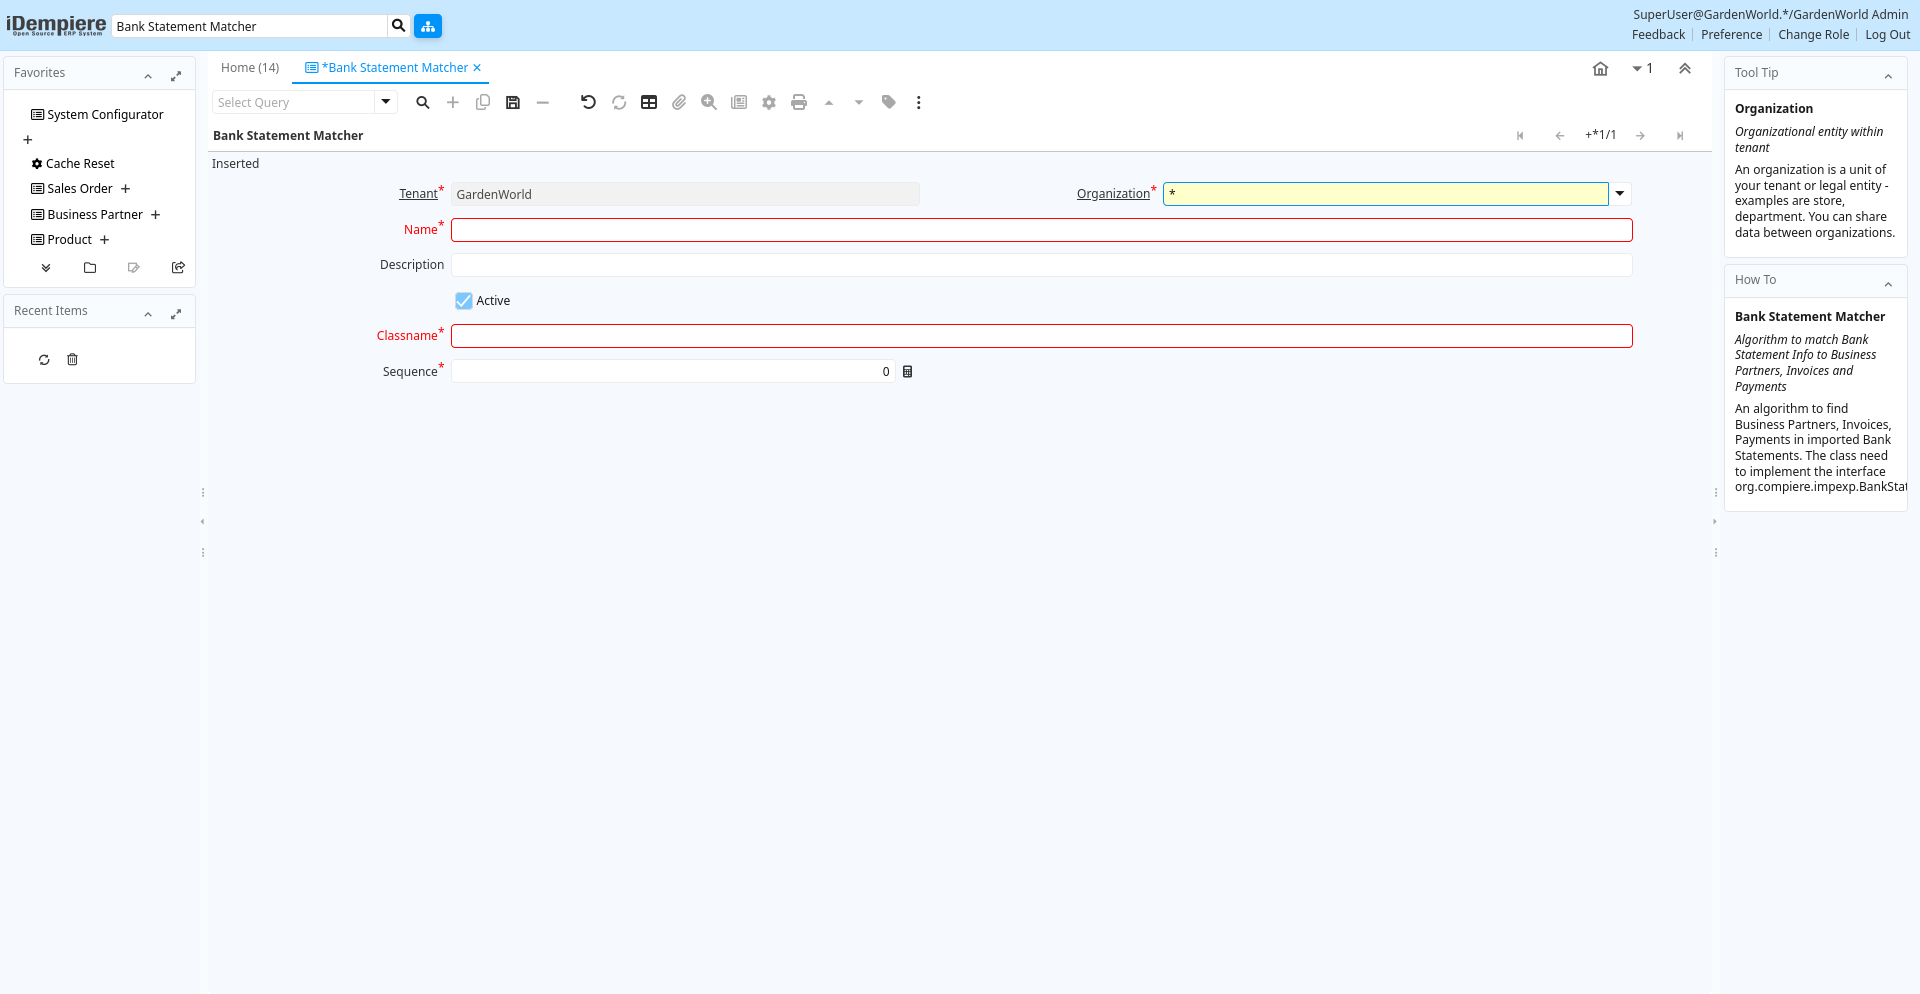 iDempiere
Open Source ERP System
Bank Statement Matcher
SuperUser@GardenWorld.*/GardenWorld Admin
Feedback
Preference
Change Role
Log Out
Favorites
System Configurator
Cache Reset
Sales Order
Business Partner
Product
Recent Items
Home (14)
*Bank Statement Matcher
1
Select Query
Bank Statement Matcher
+*1/1
Inserted
Tenant*
GardenWorld
Organization*
*
Name*
Description
Active
Classname*
Sequence*
0
Tool Tip
Organization
Organizational entity within
tenant
An organization is a unit of
your tenant or legal entity -
examples are store,
department. You can share
data between organizations.
How To
Bank Statement Matcher
Algorithm to match Bank
Statement Info to Business
Partners, Invoices and
Payments
An algorithm to find
Business Partners, Invoices,
Payments in imported Bank
Statements. The class need
to implement the interface
org.compiere.impexp.BankStat